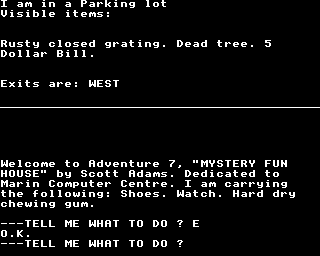 I am in a Parking lot
Visible items:
Rusty closed grating. Dead tree. 5
Dollar Bill.
Exits are: WEST
Welcome to Adventure 7, "MYSTERY FUN
HOUSE" by Scott Adams. Dedicated to
Marin Computer Centre. I am carrying
the following: Shoes. Watch. Hard dry
chewing gum.
---TELL ME WHAT TO DO ? E
O.K.
---TELL ME WHAT TO DO ?